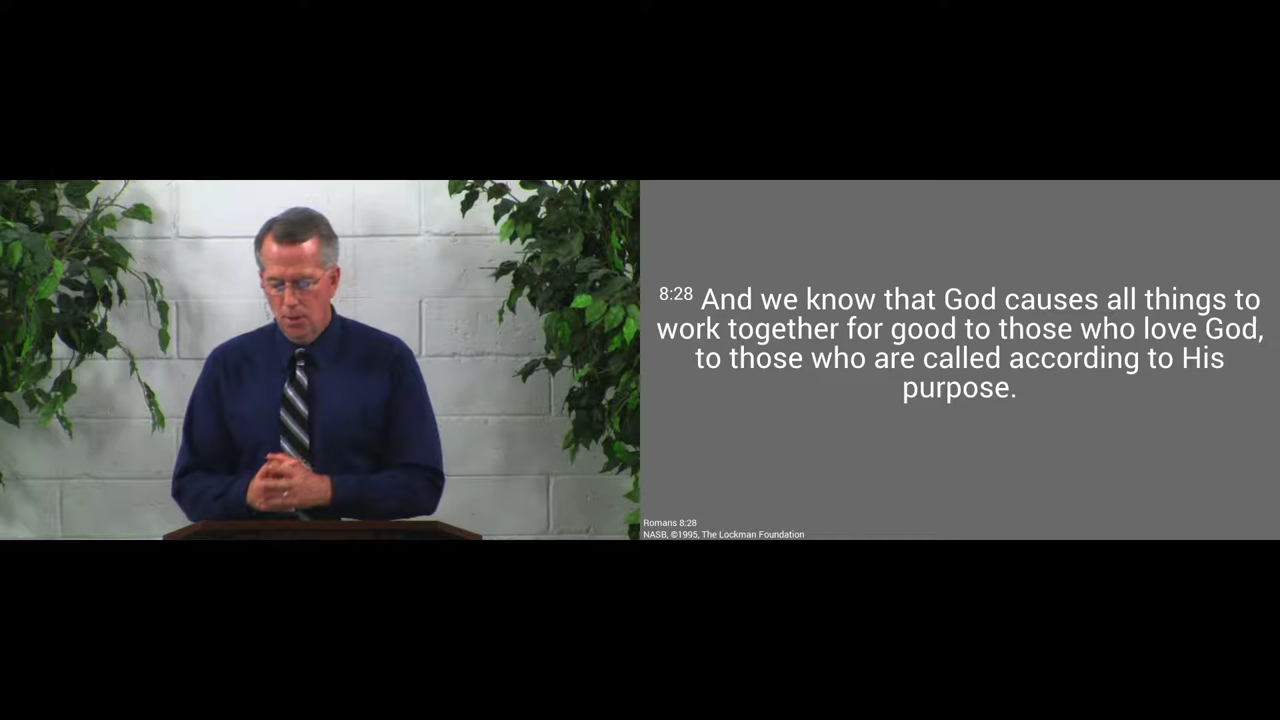 8:28 And we know that God causes all things to
work together for good to those who love God,
to those who are called according to His
purpose.
Romans 8:28
NASB, ©1995, The Lockman Foundation